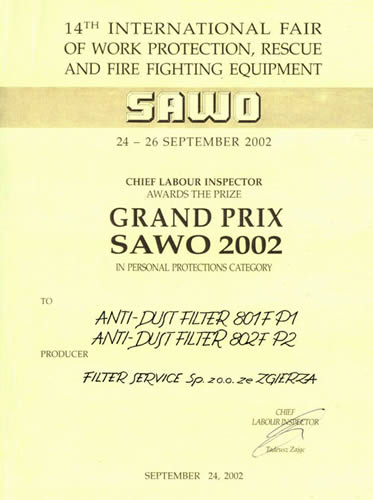 14TH INTERNATIONAL FAIR
OF WORK PROTECTION, RESCUE
AND FIRE FIGHTING EQUIPMENT
SAWO
24 – 26 SEPTEMBER 2002
CHIEF LABOUR INSPECTOR
AWARDS THE PRIZE
GRAND PRIX
SAWO 2002
IN PERSONAL PROTECTIONS CATEGORY
TO
ANTI-DUST FILTER 801F P1
ANTI-DUST FILTER 802F P2
PRODUCER
FILTER SERVICE Sp. z o.o. ze ZGIERZA
CHIEF
LABOUR INSPECTOR
Tadeusz Zając
SEPTEMBER 24, 2002